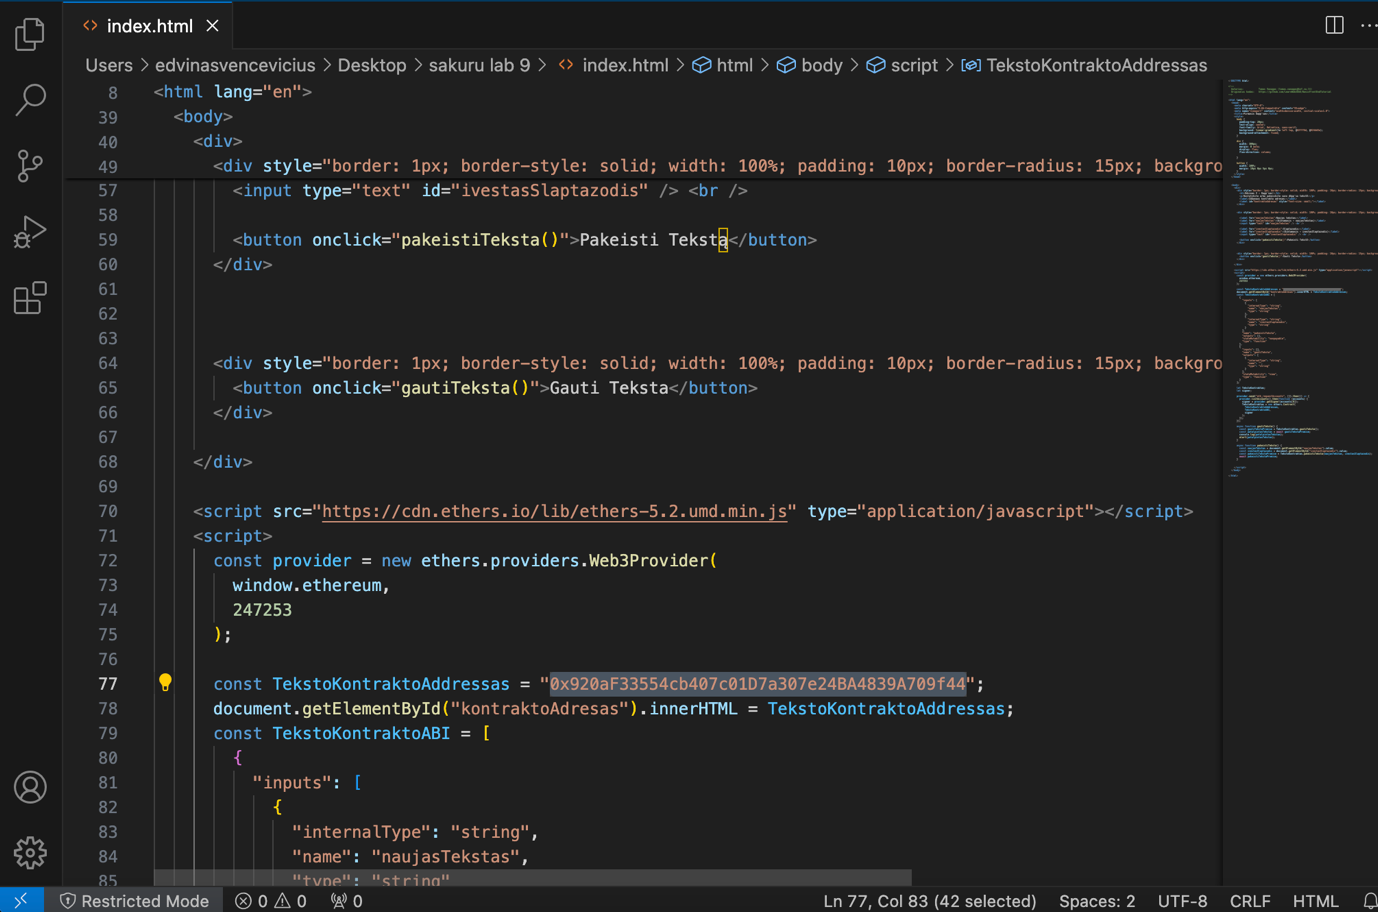 index.html
Users > edvinasvencevicius > Desktop > sakuru lab 9 > index.html > html > body > script > TekstoKontraktoAddressas
8 <html lang="en">
39 <body>
40 <div>
49 <div style="border: 1px; border-style: solid; width: 100%; padding: 10px; border-radius: 15px; backgro
57 <input type="text" id="ivestasSlaptazodis" /> <br />
58
59 <button onclick="pakeistiTeksta()">Pakeisti Tekstą</button>
60 </div>
61
62
63
64 <div style="border: 1px; border-style: solid; width: 100%; padding: 10px; border-radius: 15px; backgro
65 <button onclick="gautiTeksta()">Gauti Teksta</button>
66 </div>
67
68 </div>
69
70 <script src="https://cdn.ethers.io/lib/ethers-5.2.umd.min.js" type="application/javascript"></script>
71 <script>
72 const provider = new ethers.providers.Web3Provider(
73 window.ethereum,
74 247253
75 );
76
77 const TekstoKontraktoAddressas = "0x920aF33554cb407c01D7a307e24BA4839A709f44";
78 document.getElementById("kontraktoAdresas").innerHTML = TekstoKontraktoAddressas;
79 const TekstoKontraktoABI = [
80 {
81 "inputs": [
82 {
83 "internalType": "string",
84 "name": "naujasTekstas",
85 "type": "string"
Restricted Mode 0 0 0 Ln 77, Col 83 (42 selected) Spaces: 2 UTF-8 CRLF HTML